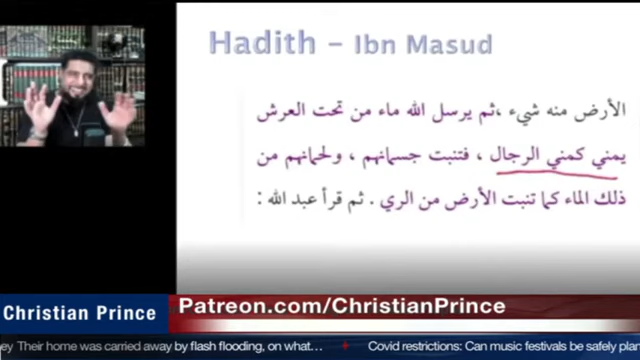 Hadith – Ibn Masud
الأرض منه شيء ، ثم يرسل الله ماء من تحت العرش
يمني كمني الرجال ، فتنبت جسمانهم ، ولحمانهم من
ذلك الماء كما تنبت الأرض من الري . ثم قرأ عبد الله :
Christian Prince
Patreon.com/ChristianPrince
ey Their home was carried away by flash flooding, on what… + Covid restrictions: Can music festivals be safely plan